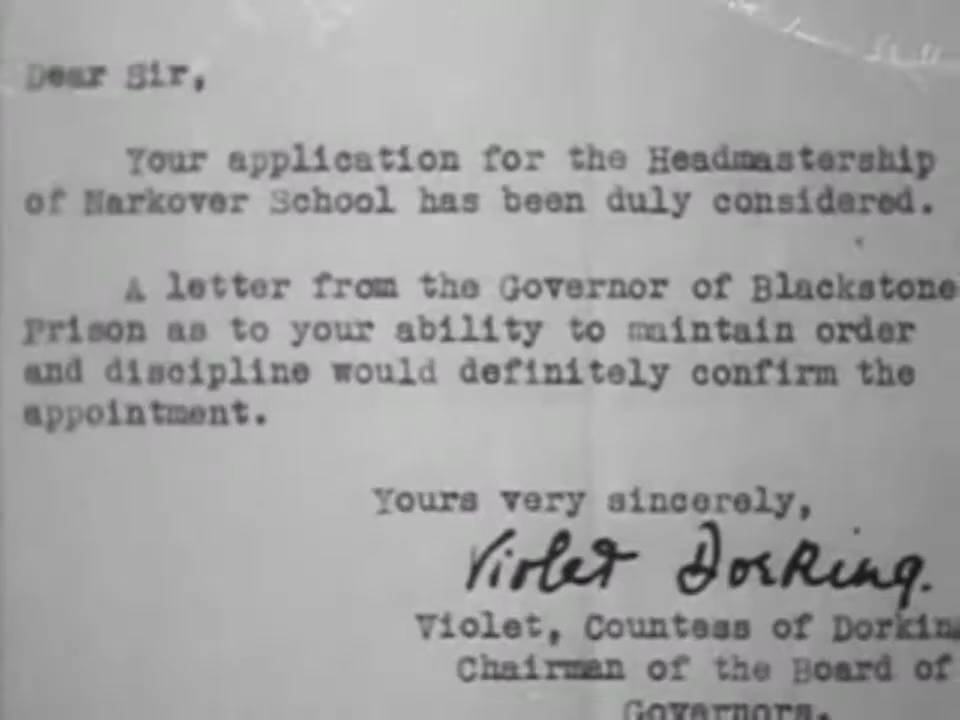 Dear Sir,
Your application for the Headmastership
of Narkover School has been duly considered.
A letter from the Governor of Blackstone
Prison as to your ability to maintain order
and discipline would definitely confirm the
appointment.
Yours very sincerely,
Violet Dorking.
Violet, Countess of Dorkin
Chairman of the Board of
Governors.